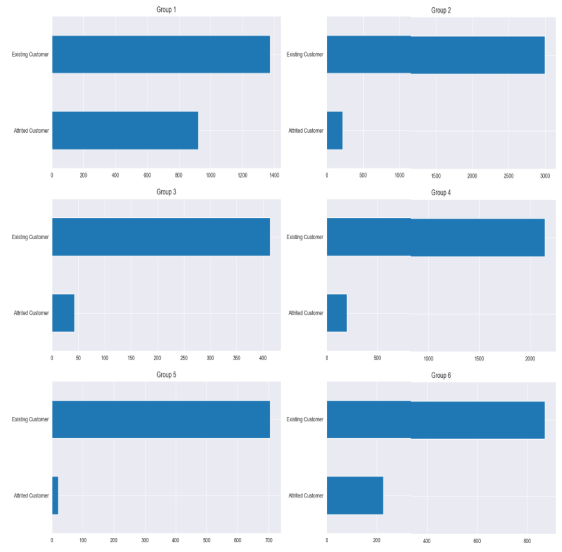 Group 1
Existing Customer
Attrited Customer
0 200 400 600 800 1000 1200 1400
Group 2
Existing Customer
Attrited Customer
0 500 1000 1500 2000 2500 3000
Group 3
Existing Customer
Attrited Customer
0 50 100 150 200 250 300 350 400
Group 4
Existing Customer
Attrited Customer
0 500 1000 1500 2000
Group 5
Existing Customer
Attrited Customer
0 100 200 300 400 500 600 700
Group 6
Existing Customer
Attrited Customer
0 200 400 600 800